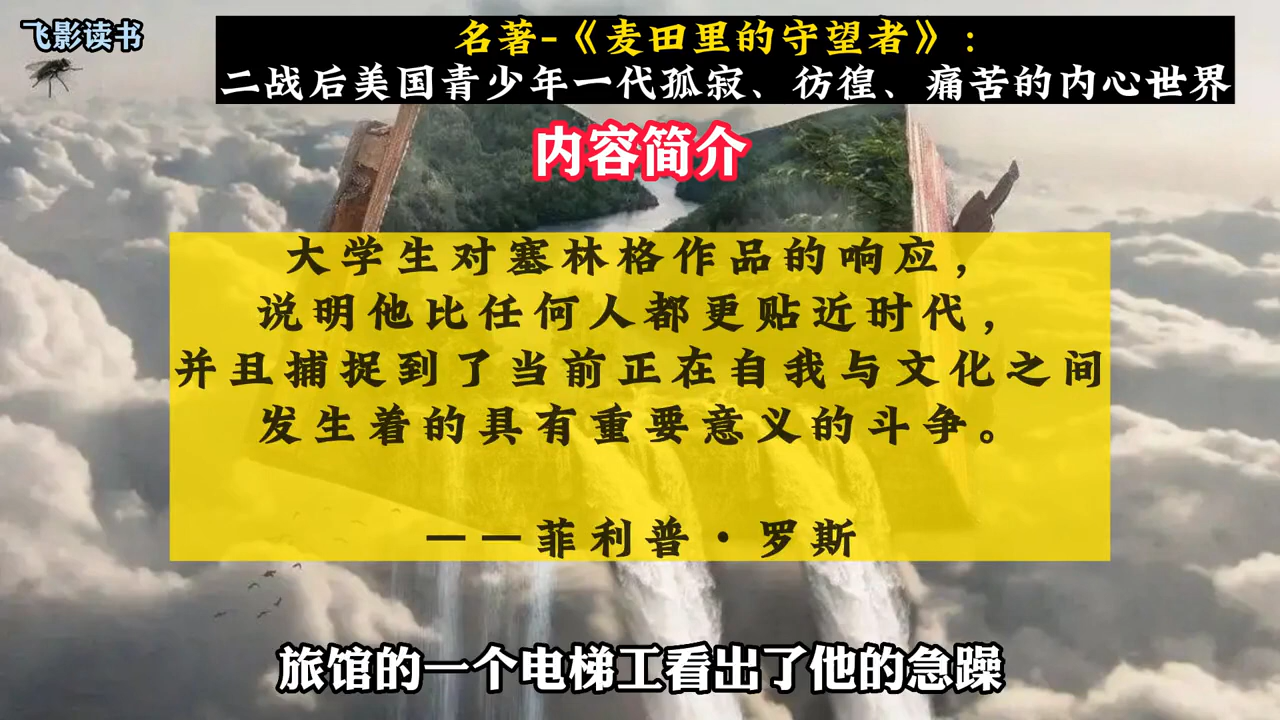 飞影读书
名著-《麦田里的守望者》:
二战后美国青少年一代孤寂、彷徨、痛苦的内心世界
内容简介
大学生对塞林格作品的响应，
说明他比任何人都更贴近时代，
并且捕捉到了当前正在自我与文化之间
发生着的具有重要意义的斗争。
——菲利普·罗斯
旅馆的一个电梯工看出了他的急躁